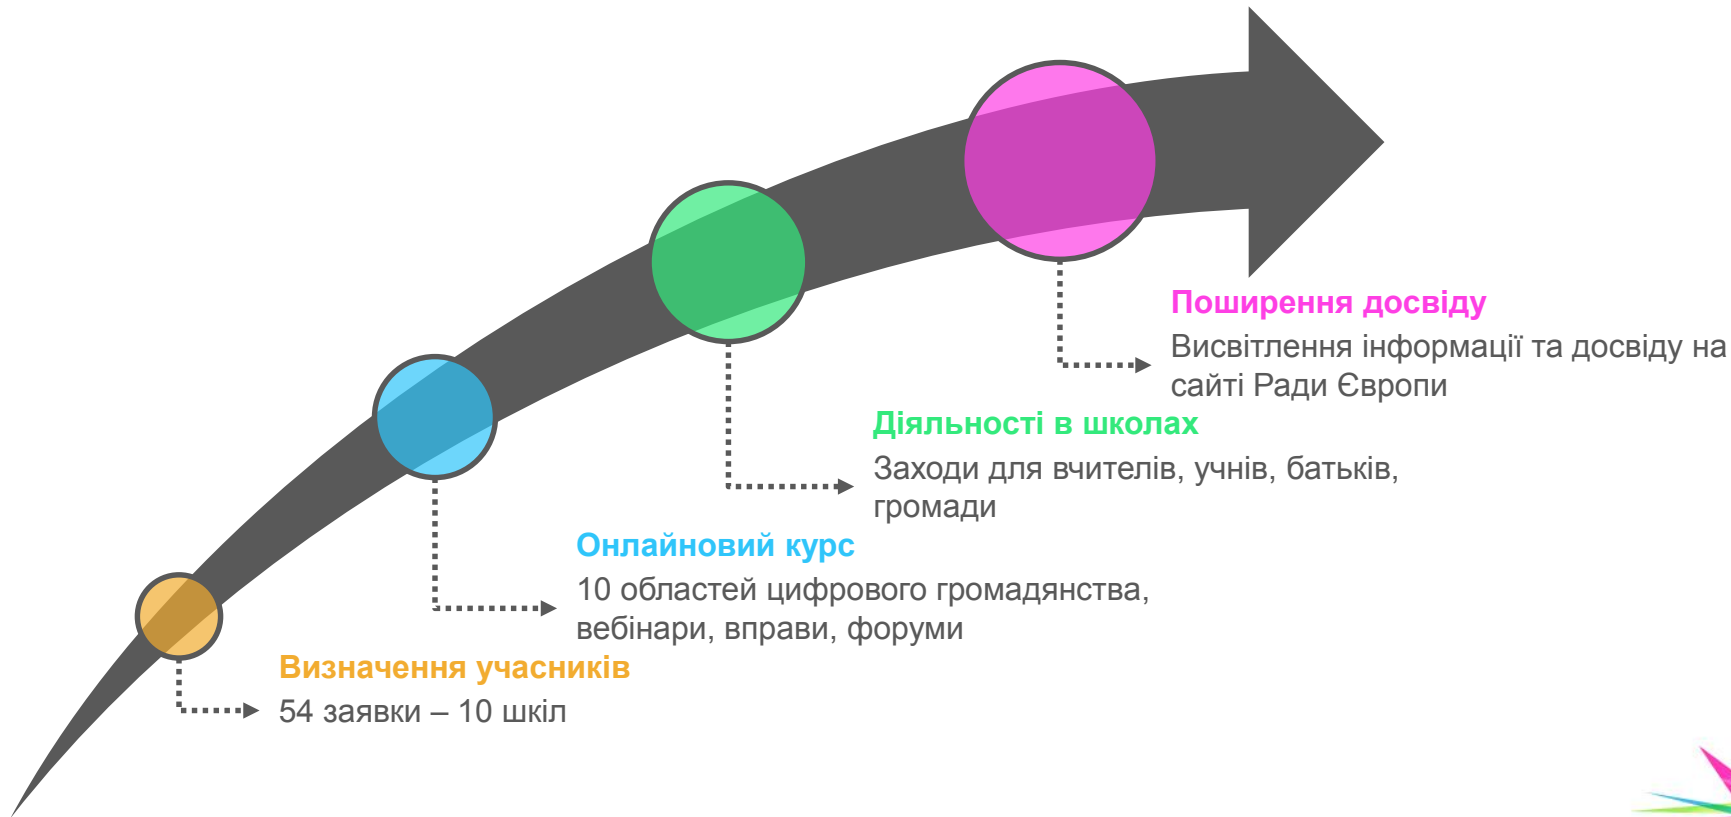 Поширення досвіду
Висвітлення інформації та досвіду на
сайті Ради Європи
Діяльності в школах
Заходи для вчителів, учнів, батьків,
громади
Онлайновий курс
10 областей цифрового громадянства,
вебінари, вправи, форуми
Визначення учасників
54 заявки – 10 шкіл